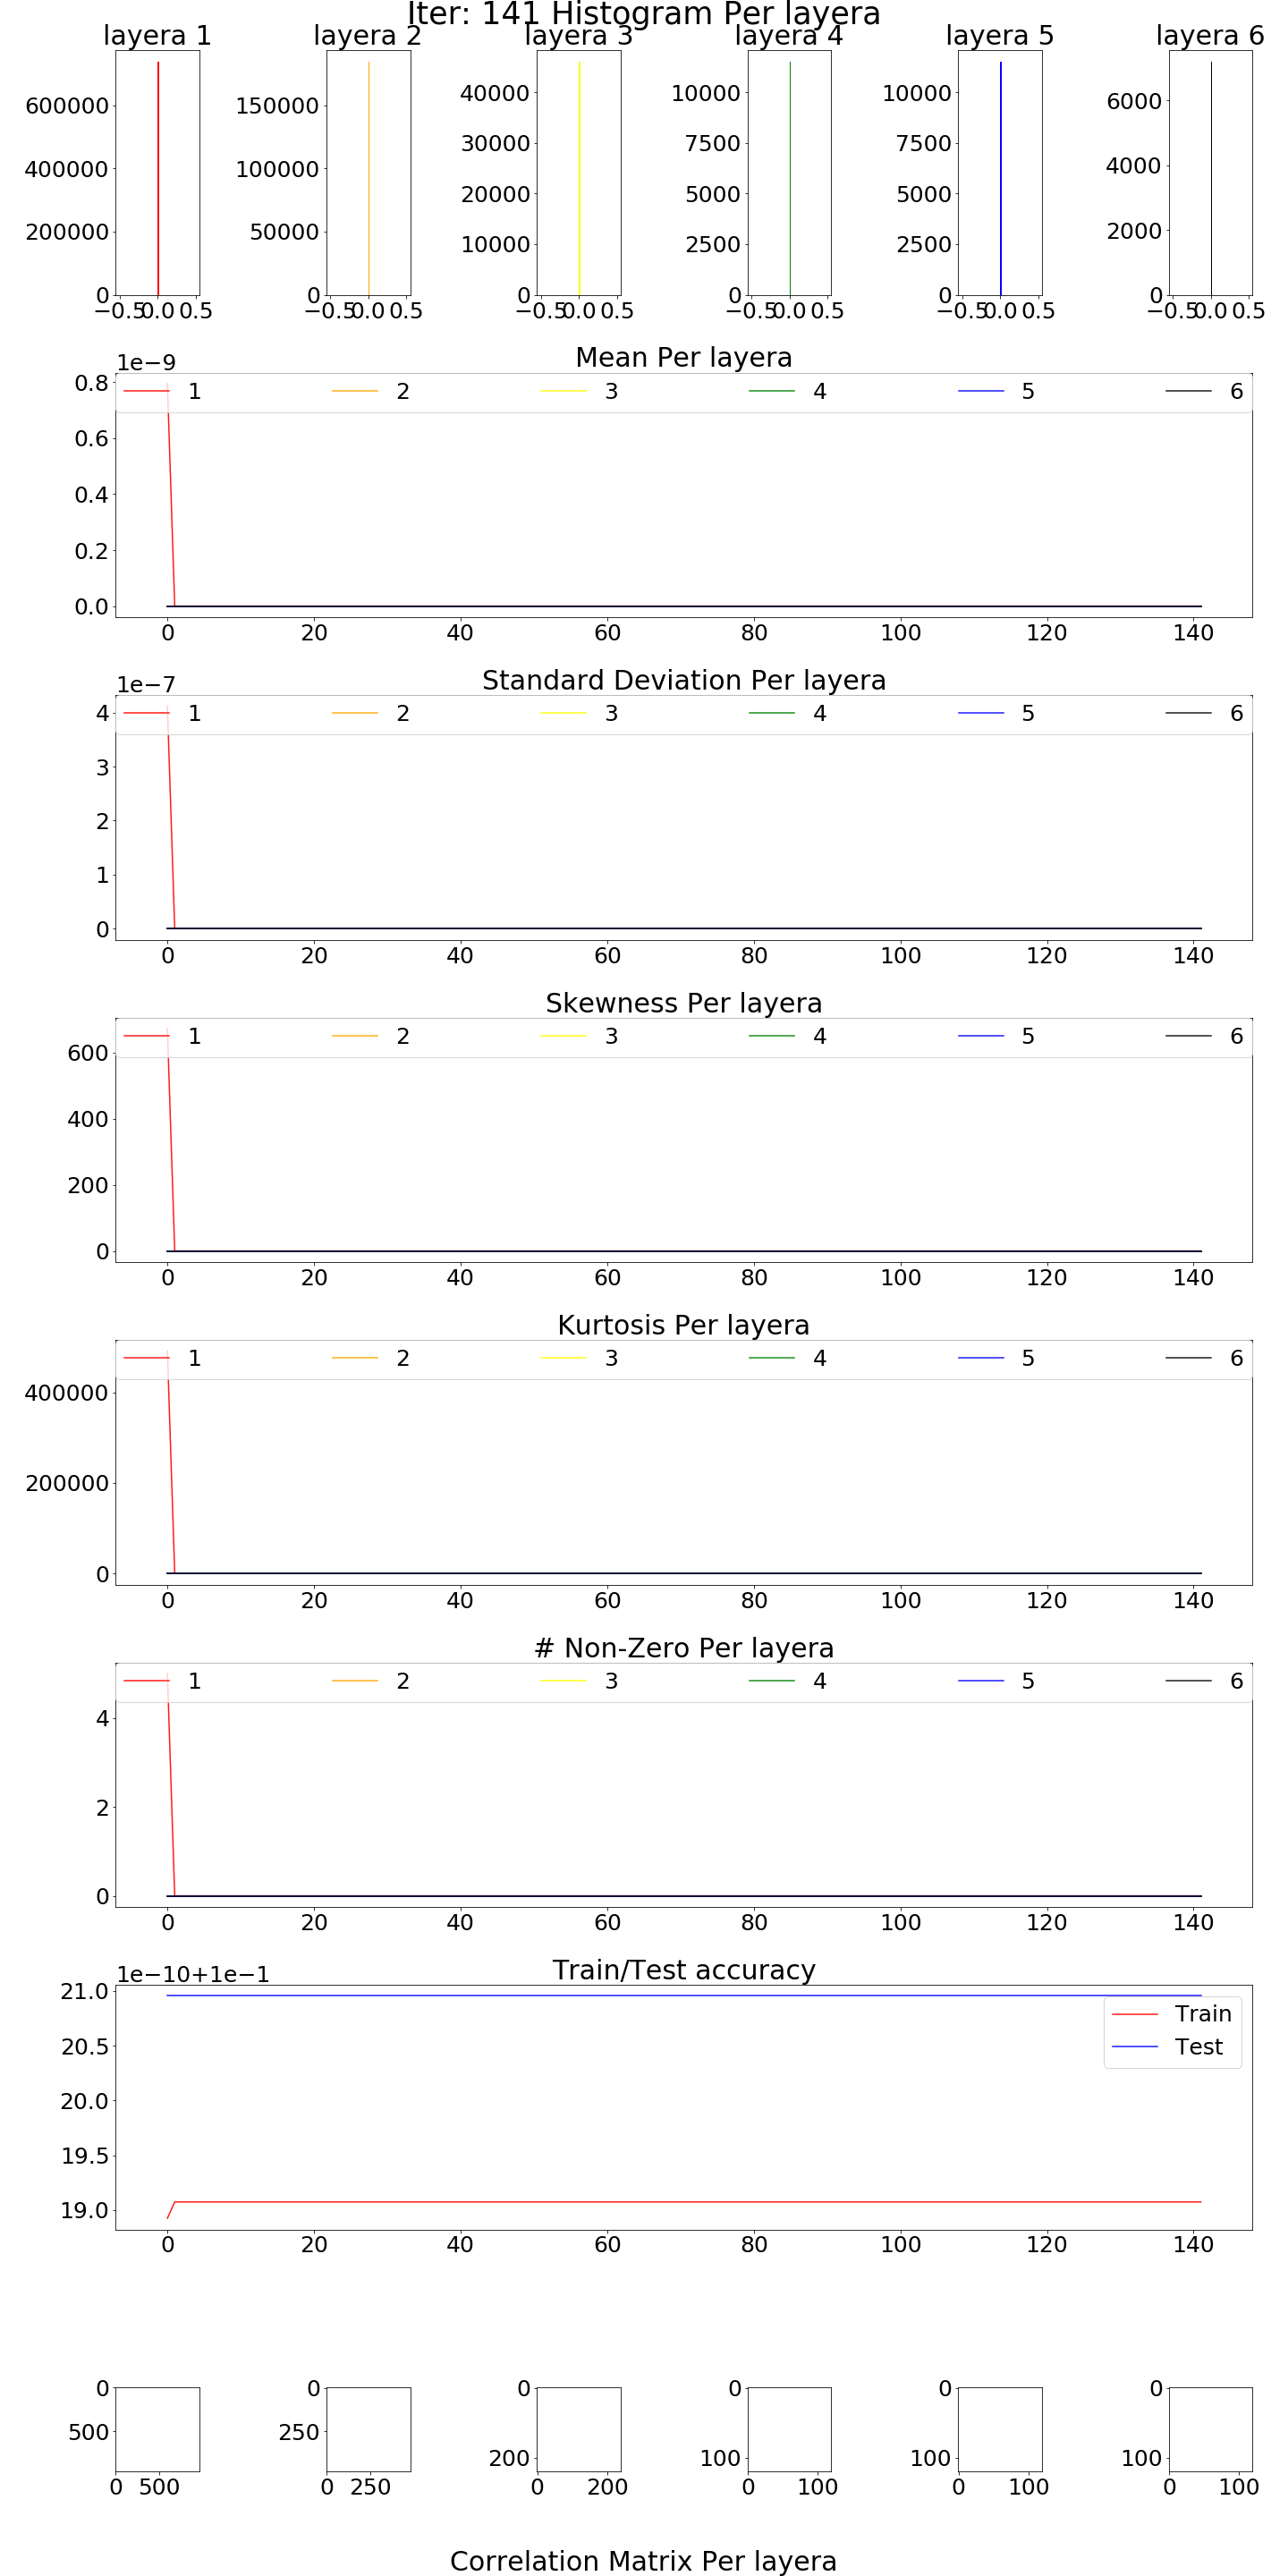 Iter: 141 Histogram Per layera
layera 1 layera 2 layera 3 layera 4 layera 5 layera 6
600000 400000 200000 0
−0.5 0.0 0.5
150000 100000 50000 0
−0.5 0.0 0.5
40000 30000 20000 10000 0
−0.5 0.0 0.5
10000 7500 5000 2500 0
−0.5 0.0 0.5
10000 7500 5000 2500 0
−0.5 0.0 0.5
6000 4000 2000 0
−0.5 0.0 0.5
Mean Per layera
1e−9
1 2 3 4 5 6
0.8
0.6
0.4
0.2
0.0
0 20 40 60 80 100 120 140
Standard Deviation Per layera
1e−7
1 2 3 4 5 6
4
3
2
1
0
0 20 40 60 80 100 120 140
Skewness Per layera
1 2 3 4 5 6
600
400
200
0
0 20 40 60 80 100 120 140
Kurtosis Per layera
1 2 3 4 5 6
400000
200000
0
0 20 40 60 80 100 120 140
# Non-Zero Per layera
1 2 3 4 5 6
4
2
0
0 20 40 60 80 100 120 140
Train/Test accuracy
1e−10+1e−1
Train
Test
21.0
20.5
20.0
19.5
19.0
0 20 40 60 80 100 120 140
0 500
0 500
0 250
0 250
0 200
0 200
0 100
0 100
0 100
0 100
0 100
0 100
Correlation Matrix Per layera